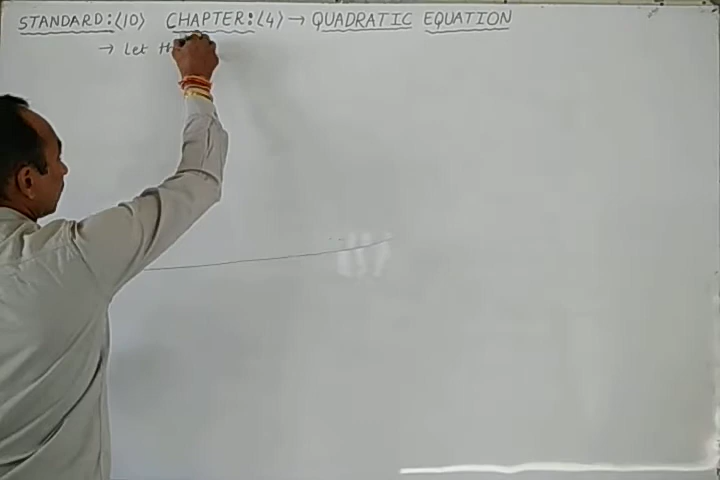 STANDARD:(10) CHAPTER:(4) → QUADRATIC EQUATION
→ Let